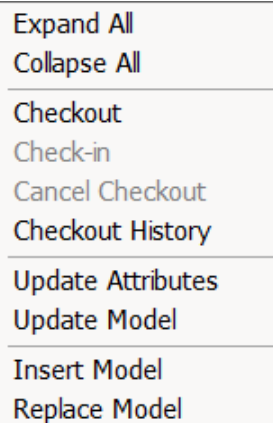 Expand All
Collapse All
Checkout
Check-in
Cancel Checkout
Checkout History
Update Attributes
Update Model
Insert Model
Replace Model